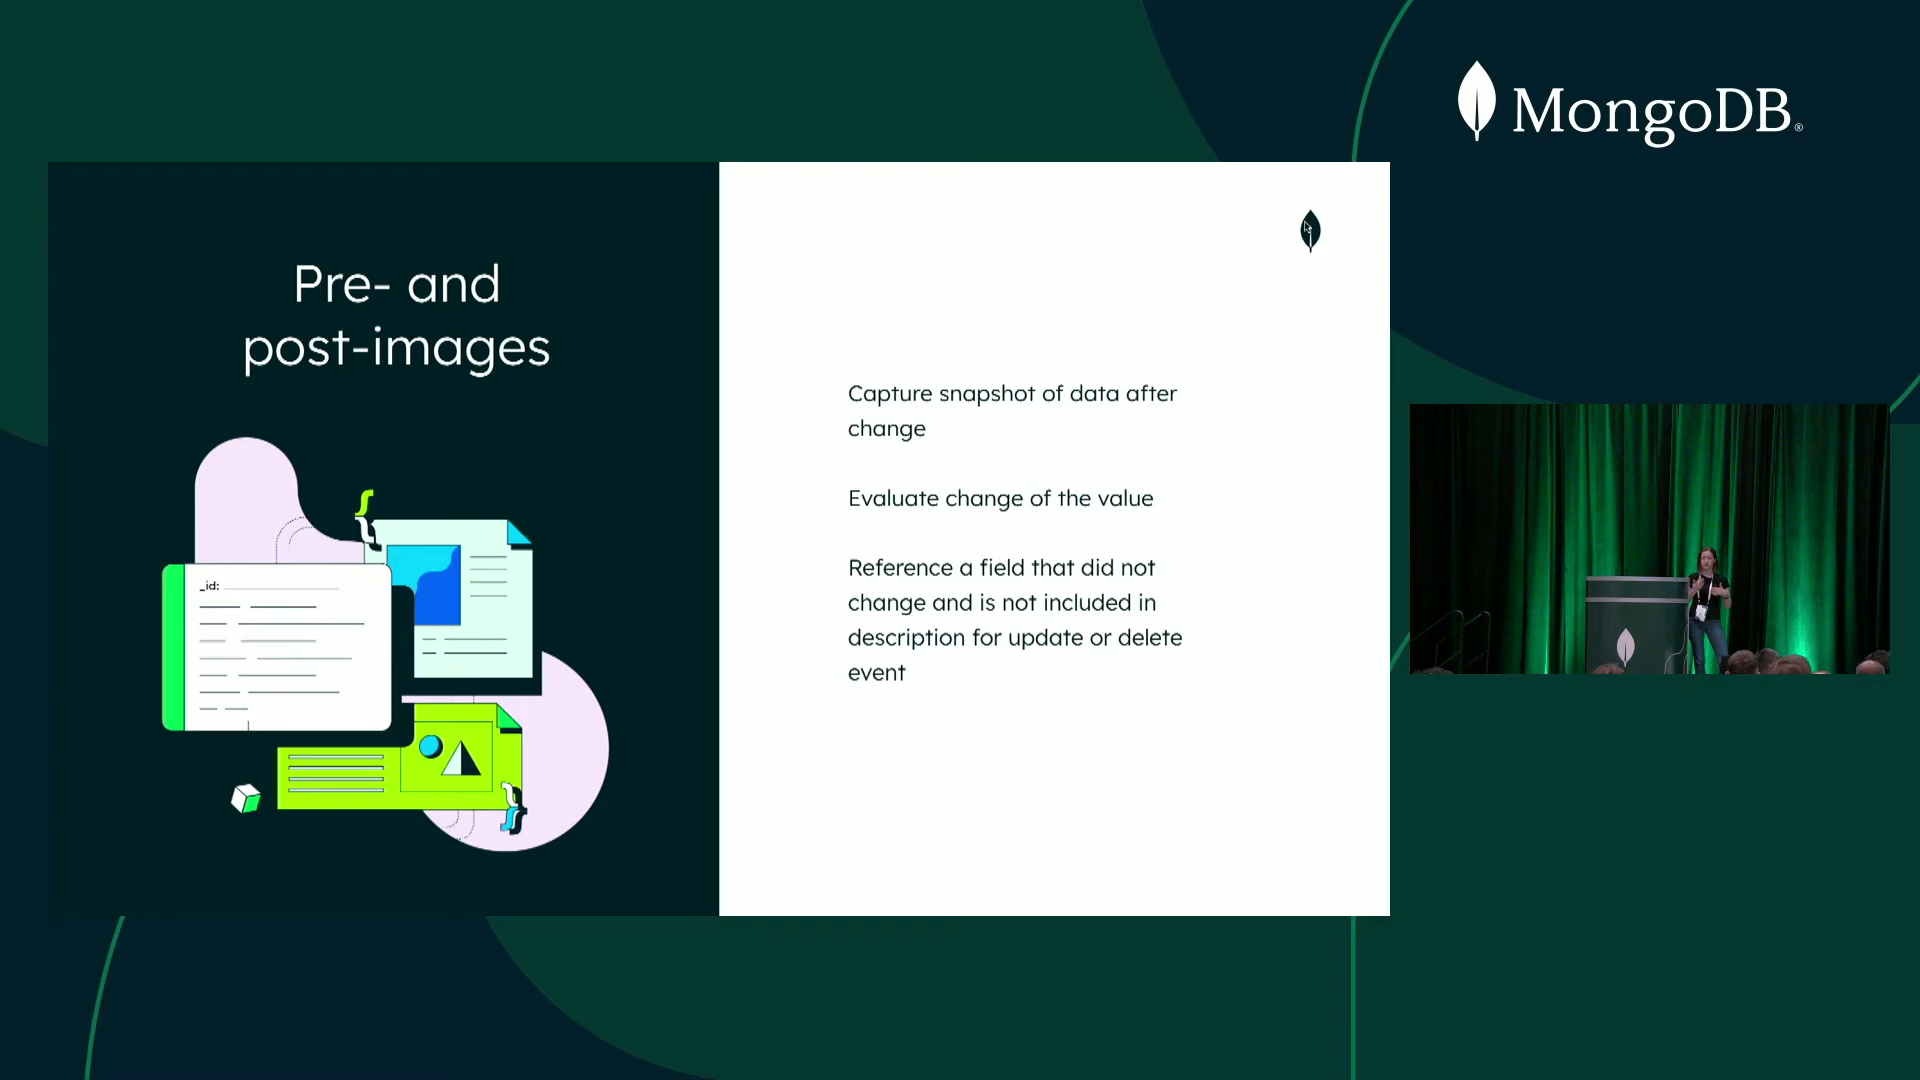 MongoDB®
Pre- and
post-images
_id:
Capture snapshot of data after
change
Evaluate change of the value
Reference a field that did not
change and is not included in
description for update or delete
event